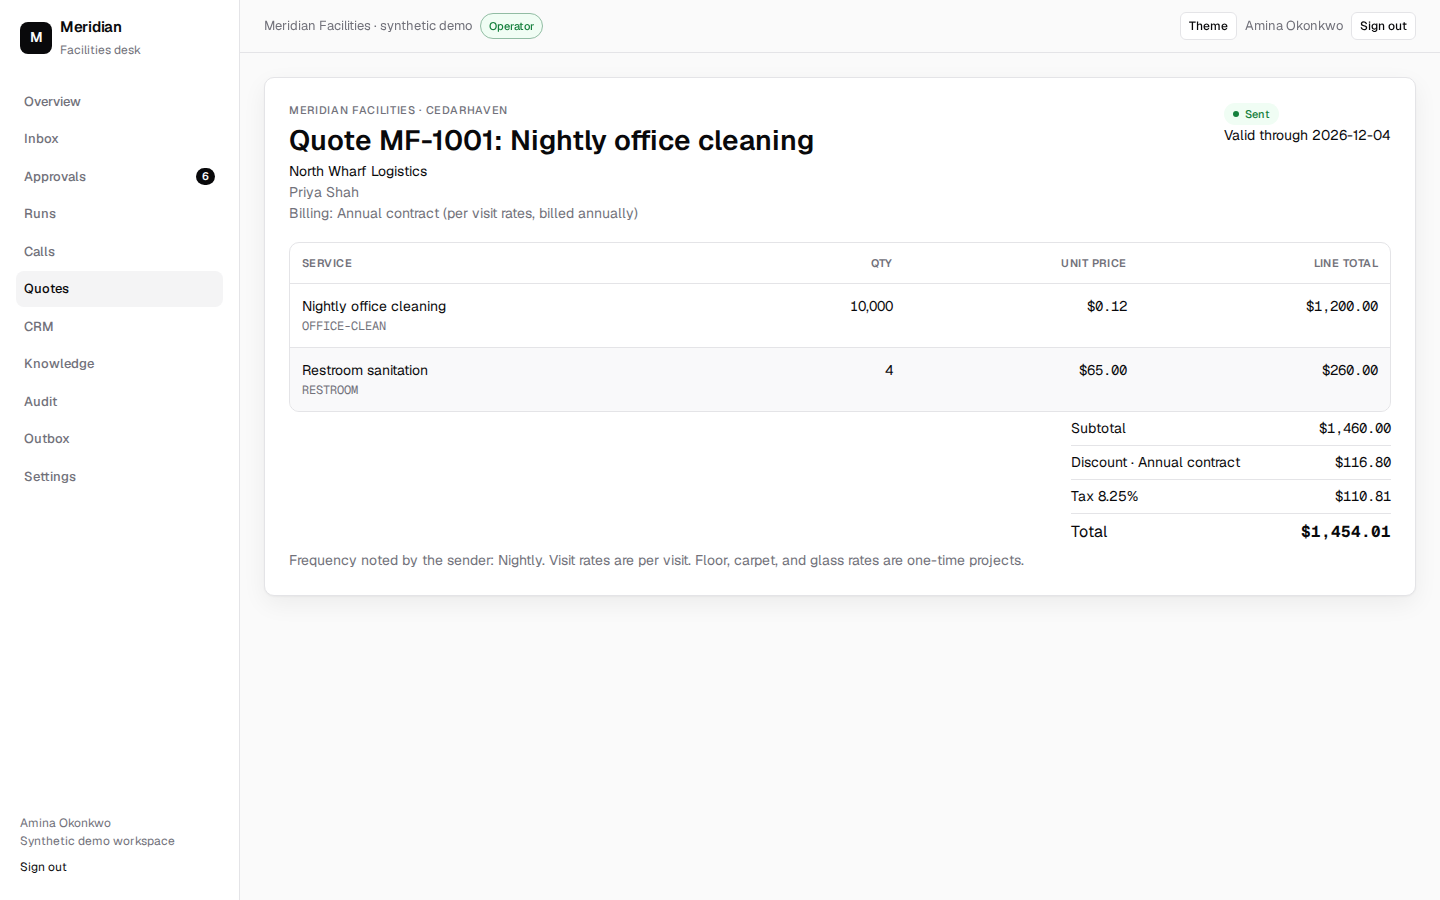 M
Meridian
Facilities desk
Overview
Inbox
Approvals 6
Runs
Calls
Quotes
CRM
Knowledge
Audit
Outbox
Settings
Amina Okonkwo
Synthetic demo workspace
Sign out
Meridian Facilities · synthetic demo Operator Theme Amina Okonkwo Sign out
MERIDIAN FACILITIES · CEDARHAVEN
Quote MF-1001: Nightly office cleaning
North Wharf Logistics
Priya Shah
Billing: Annual contract (per visit rates, billed annually)
Sent
Valid through 2026-12-04
SERVICE QTY UNIT PRICE LINE TOTAL
Nightly office cleaning 10,000 $0.12 $1,200.00
OFFICE-CLEAN
Restroom sanitation 4 $65.00 $260.00
RESTROOM
Subtotal $1,460.00
Discount · Annual contract $116.80
Tax 8.25% $110.81
Total $1,454.01
Frequency noted by the sender: Nightly. Visit rates are per visit. Floor, carpet, and glass rates are one-time projects.